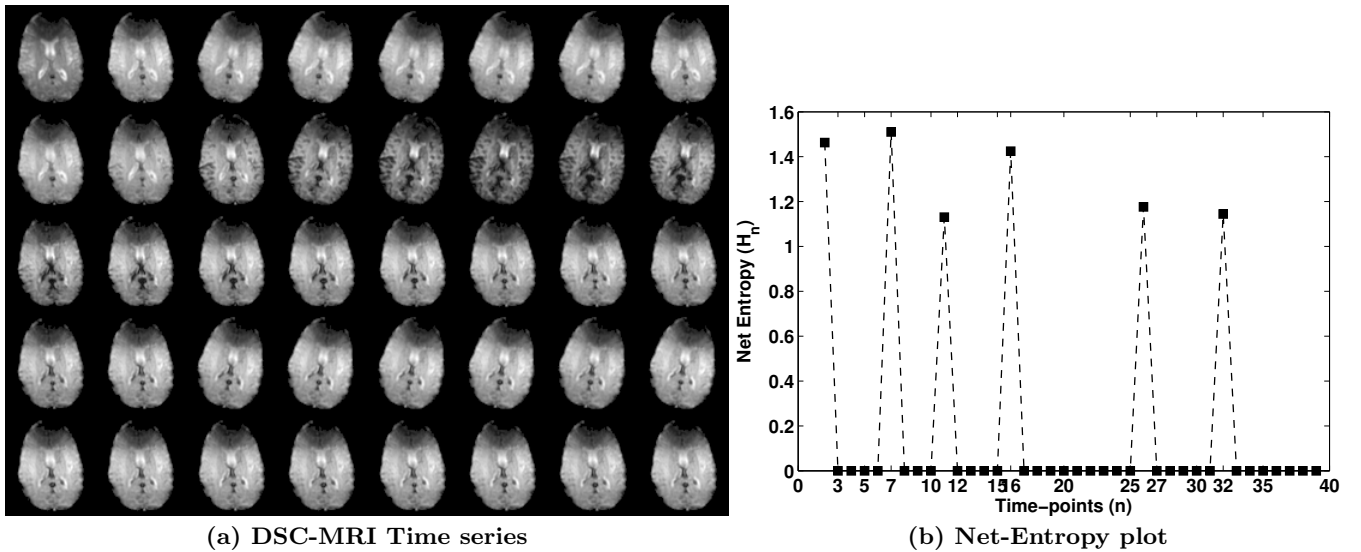 1.6
1.4
1.2
1
0.8
0.6
0.4
0.2
0
Net Entropy (Hn)
0 3 5 7 10 12 15 16 20 25 27 30 32 35 40
Time-points (n)
(a) DSC-MRI Time series
(b) Net-Entropy plot